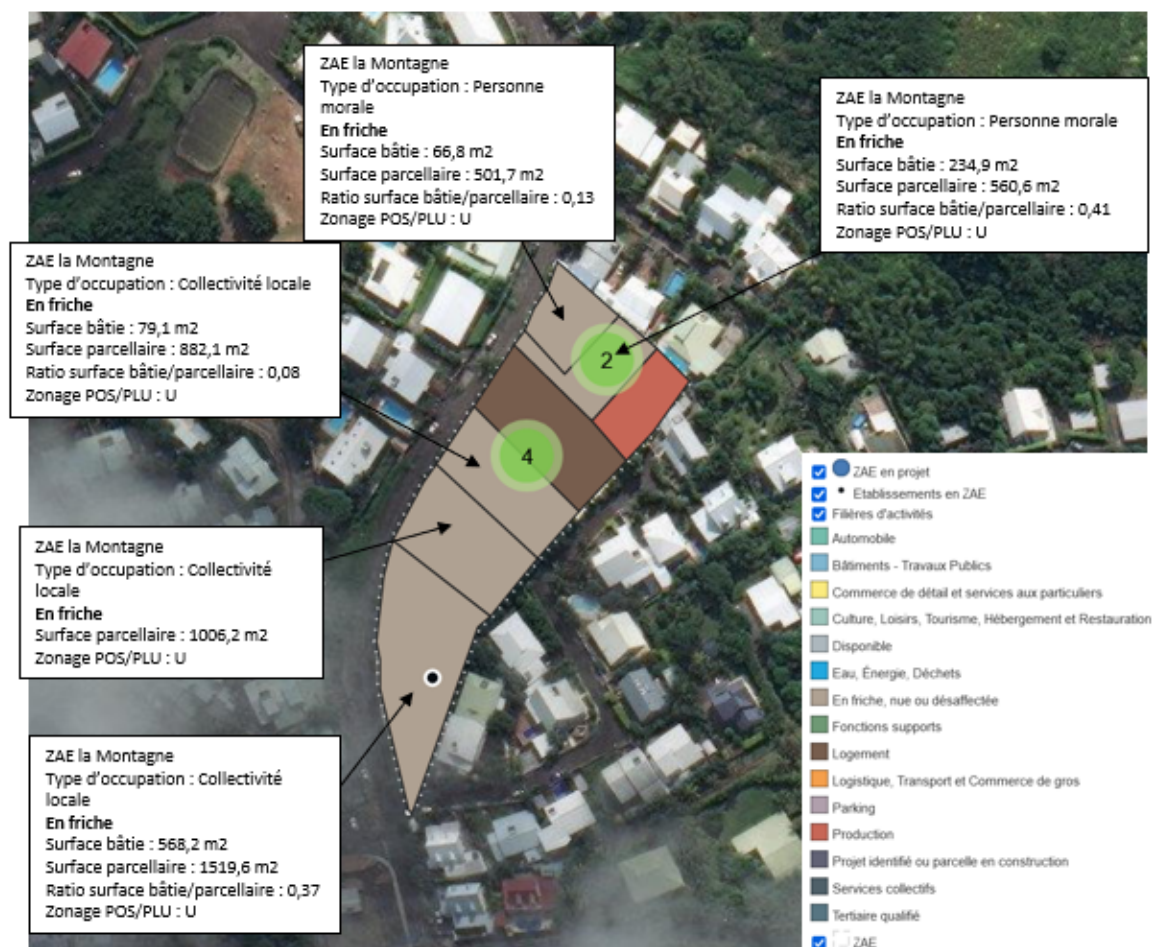 ZAE la Montagne
Type d'occupation : Personne
morale
En friche
Surface bâtie : 66,8 m2
Surface parcellaire : 501,7 m2
Ratio surface bâtie/parcellaire : 0,13
Zonage POS/PLU : U
ZAE la Montagne
Type d'occupation : Personne morale
En friche
Surface bâtie : 234,9 m2
Surface parcellaire : 560,6 m2
Ratio surface bâtie/parcellaire : 0,41
Zonage POS/PLU : U
ZAE la Montagne
Type d'occupation : Collectivité locale
En friche
Surface bâtie : 79,1 m2
Surface parcellaire : 882,1 m2
Ratio surface bâtie/parcellaire : 0,08
Zonage POS/PLU : U
2
4
ZAE la Montagne
Type d'occupation : Collectivité
locale
En friche
Surface parcellaire : 1006,2 m2
Zonage POS/PLU : U
ZAE la Montagne
Type d'occupation : Collectivité
locale
En friche
Surface bâtie : 568,2 m2
Surface parcellaire : 1519,6 m2
Ratio surface bâtie/parcellaire : 0,37
Zonage POS/PLU : U
ZAE en projet
Etablissements en ZAE
Filières d'activités
Automobile
Bâtiments - Travaux Publics
Commerce de détail et services aux particuliers
Culture, Loisirs, Tourisme, Hébergement et Restauration
Disponible
Eau, Énergie, Déchets
En friche, nue ou désaffectée
Fonctions supports
Logement
Logistique, Transport et Commerce de gros
Parking
Production
Projet identifié ou parcelle en construction
Services collectifs
Tertiaire qualifié
ZAE